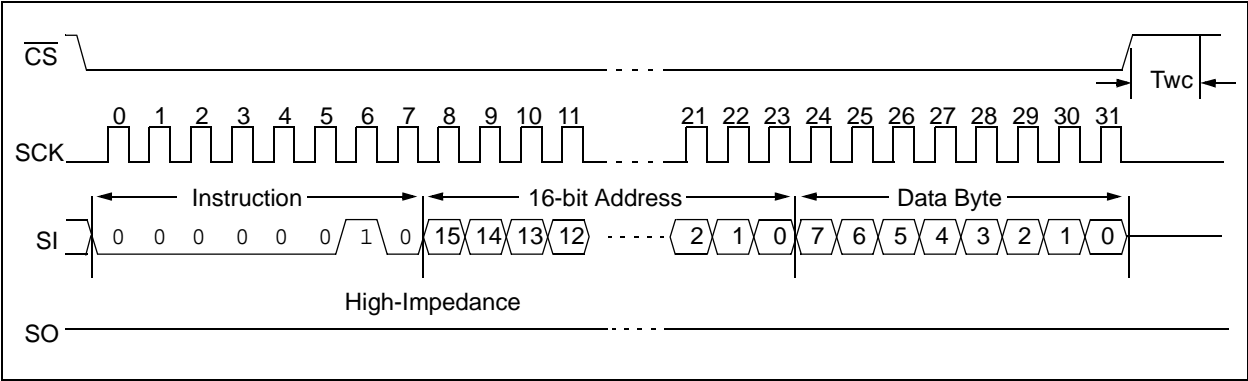 CS
Twc
0 1 2 3 4 5 6 7 8 9 10 11 21 22 23 24 25 26 27 28 29 30 31
SCK
Instruction 16-bit Address Data Byte
SI 0 0 0 0 0 0 1 0 15 14 13 12 2 1 0 7 6 5 4 3 2 1 0
High-Impedance
SO